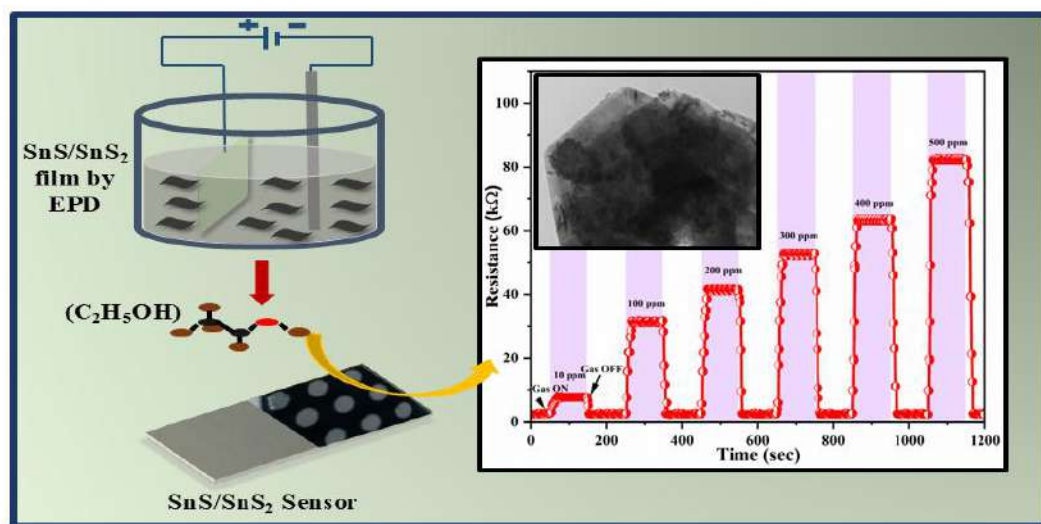 + −
SnS/SnS₂
film by
EPD
(C₂H₅OH)
SnS/SnS₂ Sensor
Resistance (kΩ)
100
80
60
40
20
0
Gas ON
10 ppm
Gas OFF
100 ppm
200 ppm
300 ppm
400 ppm
500 ppm
0 200 400 600 800 1000 1200
Time (sec)